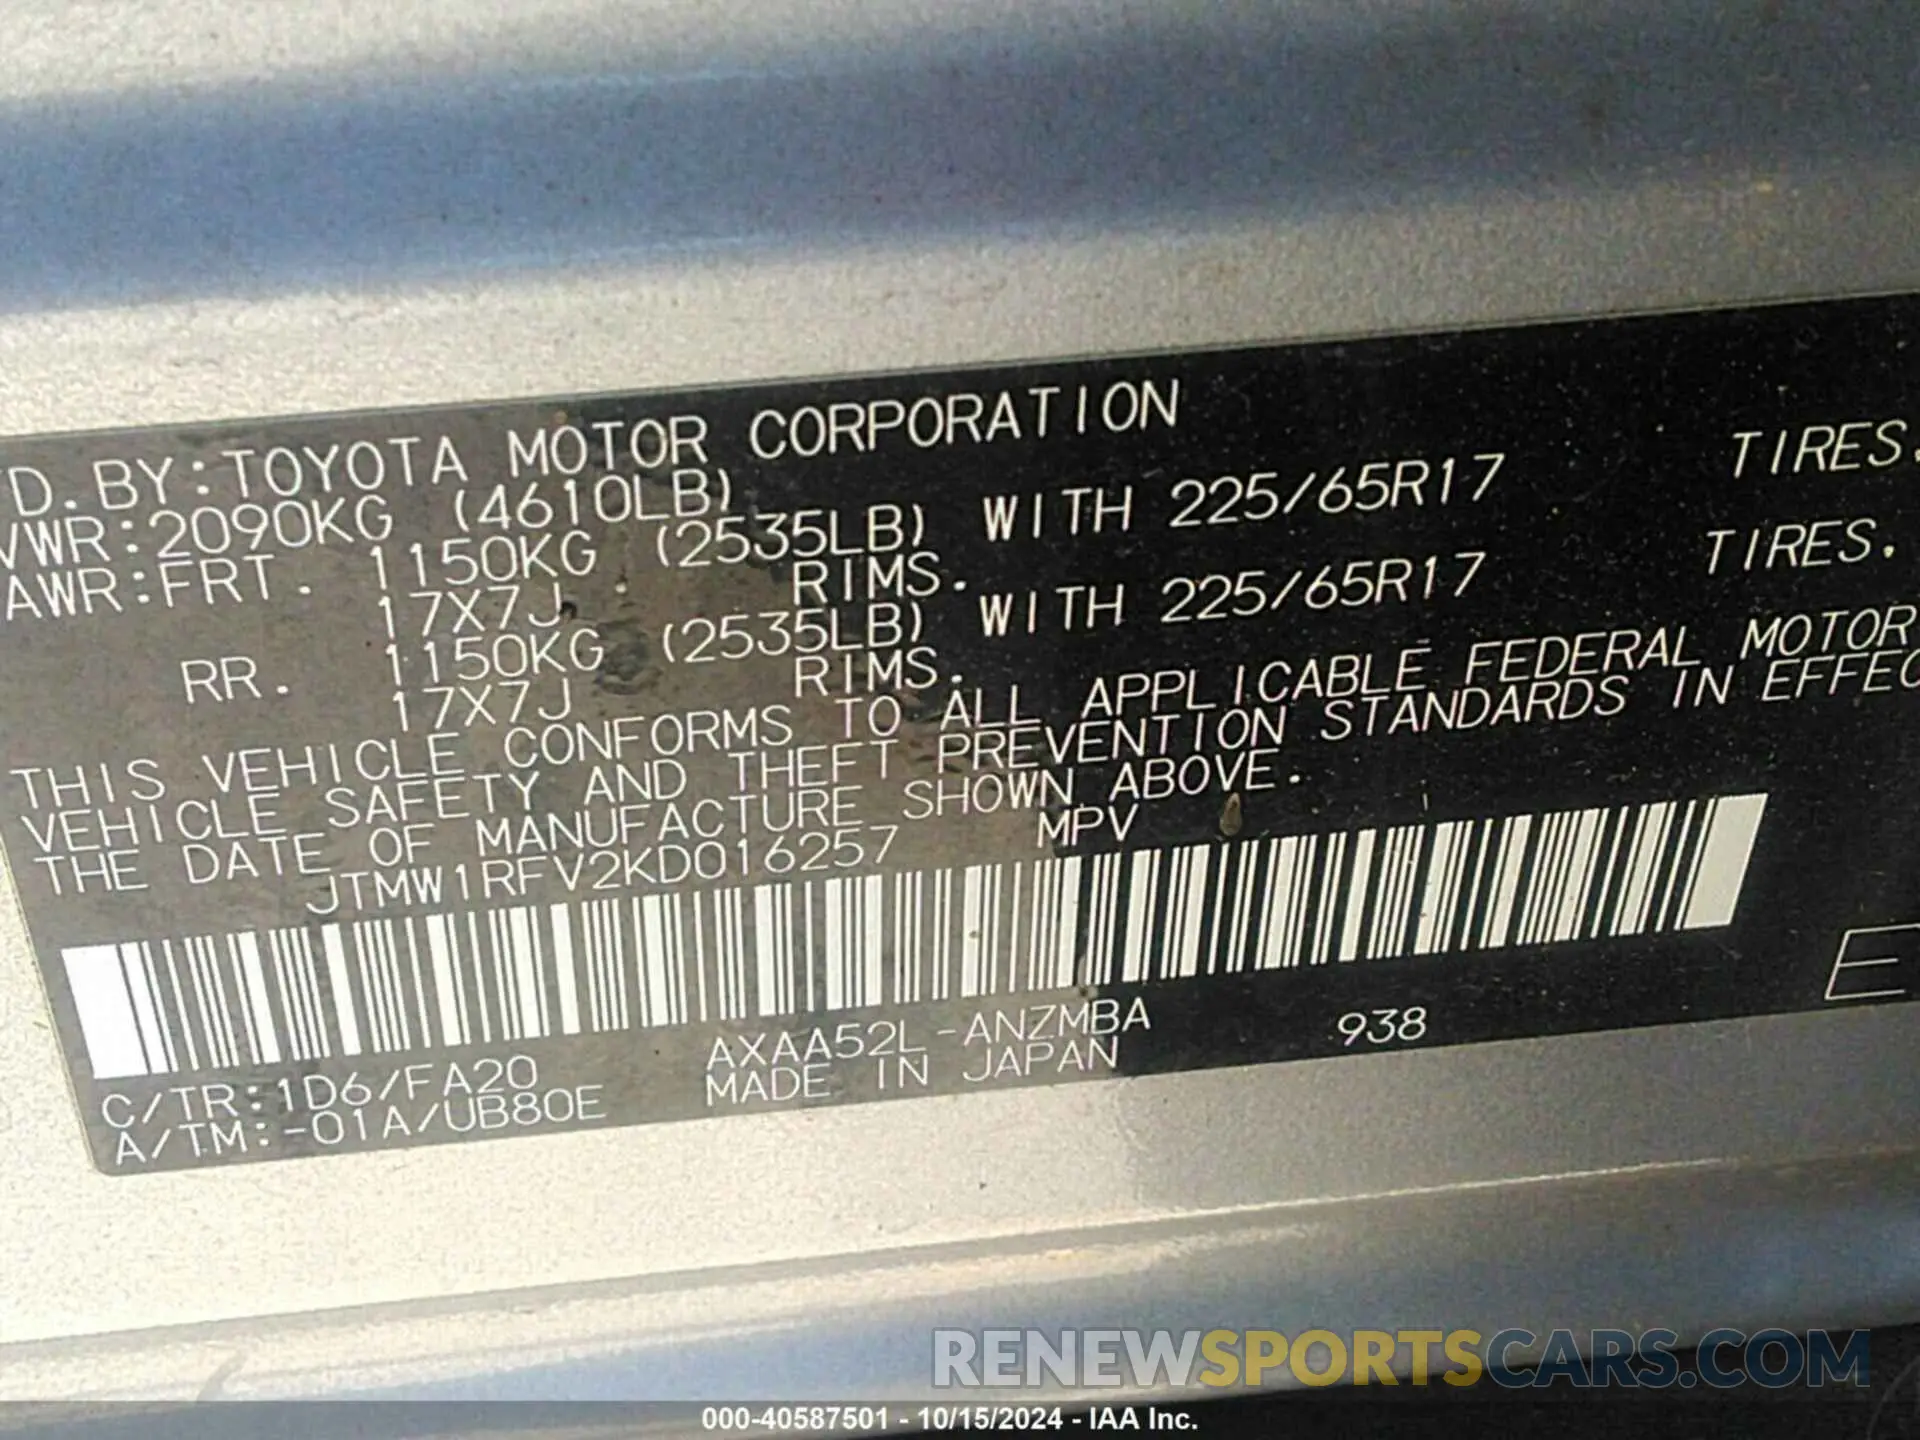 D. BY: TOYOTA MOTOR CORPORATION
VWR: 2090KG (4610LB)
AWR: FRT. 1150KG (2535LB) WITH 225/65R17 TIRES.
17X7J RIMS.
RR. 1150KG (2535LB) WITH 225/65R17 TIRES.
17X7J RIMS.
THIS VEHICLE CONFORMS TO ALL APPLICABLE FEDERAL MOTOR
VEHICLE SAFETY AND THEFT PREVENTION STANDARDS IN EFFEC
THE DATE OF MANUFACTURE SHOWN ABOVE.
JTMW1RFV2KD016257 MPV
C/TR: 1D6/FA20 AXAA52L-ANZMBA 938
A/TM: -01A/UB80E MADE IN JAPAN
E
RENEWSPORTSCARS.COM
000-40587501 - 10/15/2024 - IAA Inc.